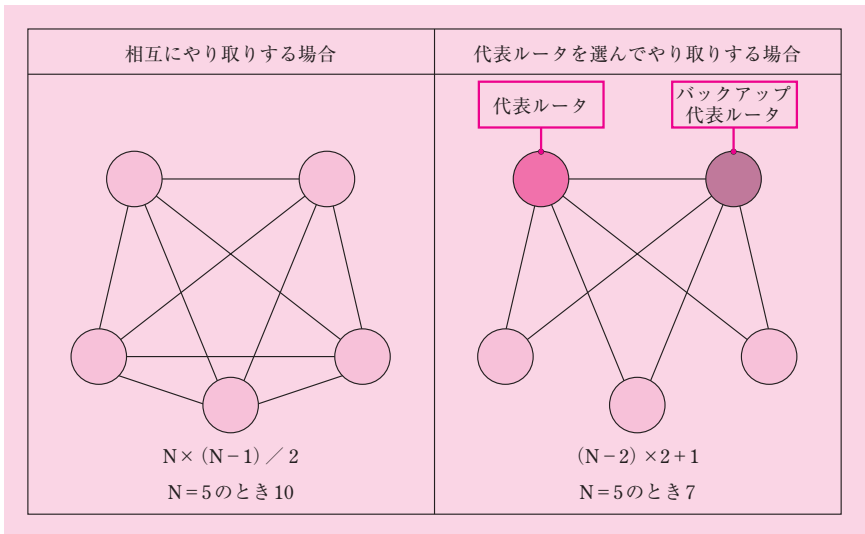 相互にやり取りする場合
代表ルータを選んでやり取りする場合
代表ルータ
バックアップ
代表ルータ
N×(N－1)／2
N＝5のとき10
(N－2)×2＋1
N＝5のとき7